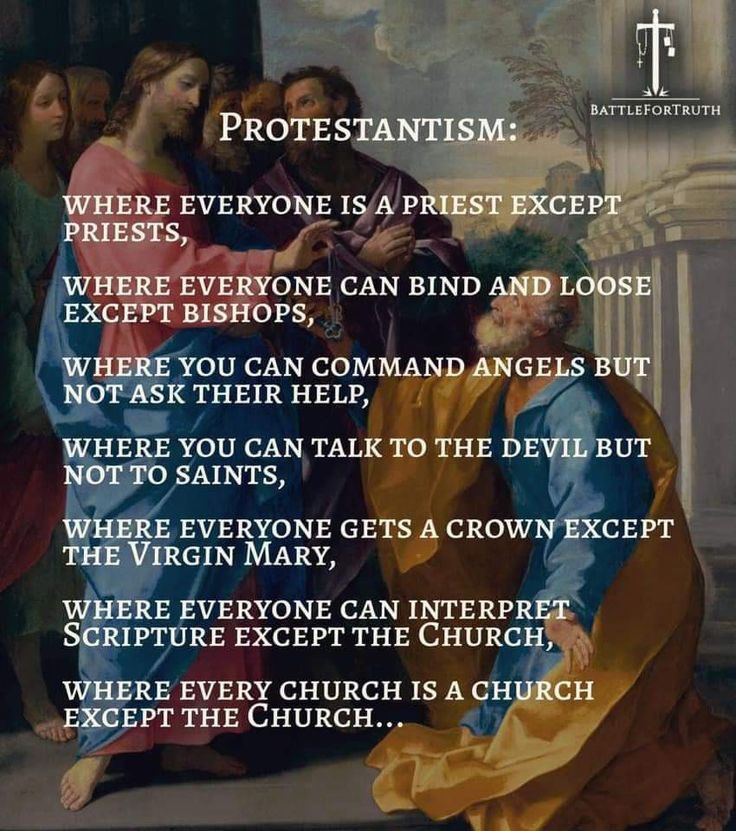 BATTLEFORTRUTH
PROTESTANTISM:
WHERE EVERYONE IS A PRIEST EXCEPT
PRIESTS,
WHERE EVERYONE CAN BIND AND LOOSE
EXCEPT BISHOPS,
WHERE YOU CAN COMMAND ANGELS BUT
NOT ASK THEIR HELP,
WHERE YOU CAN TALK TO THE DEVIL BUT
NOT TO SAINTS,
WHERE EVERYONE GETS A CROWN EXCEPT
THE VIRGIN MARY,
WHERE EVERYONE CAN INTERPRET
SCRIPTURE EXCEPT THE CHURCH,
WHERE EVERY CHURCH IS A CHURCH
EXCEPT THE CHURCH...